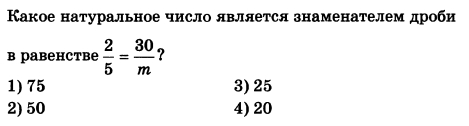 Какое натуральное число является знаменателем дроби
в равенстве 2/5 = 30/m?
1) 75 3) 25
2) 50 4) 20